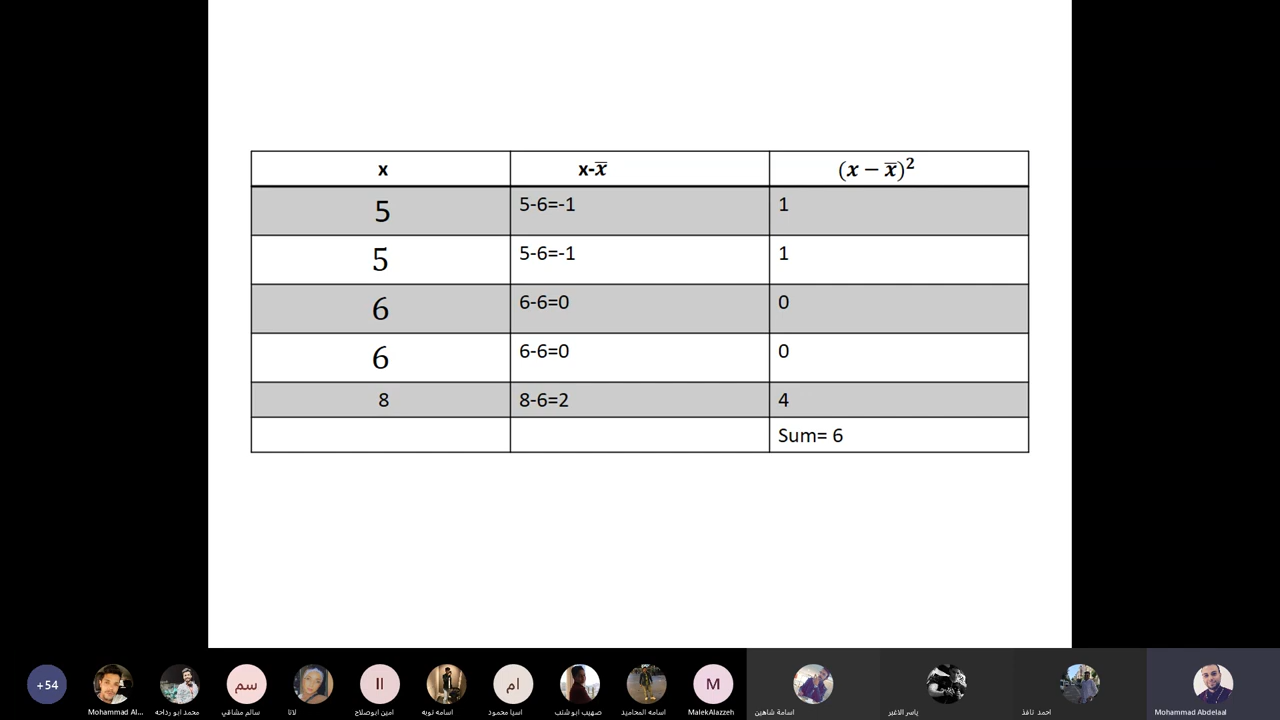 x x-x̅ (x − x̅)²
5 5-6=-1 1
5 5-6=-1 1
6 6-6=0 0
6 6-6=0 0
8 8-6=2 4
Sum= 6
+54 سم اا ام M
Mohammad Al... محمد ابو رداحه سالم مشاقي لانا امين ابوصلاح اسامه نوبه اسيا محمود صهيب ابو شنب اسامه المحاميد MalekAlazzeh اسامة شاهين ياسر الاغبر احمد نافذ Mohammad Abdelaal